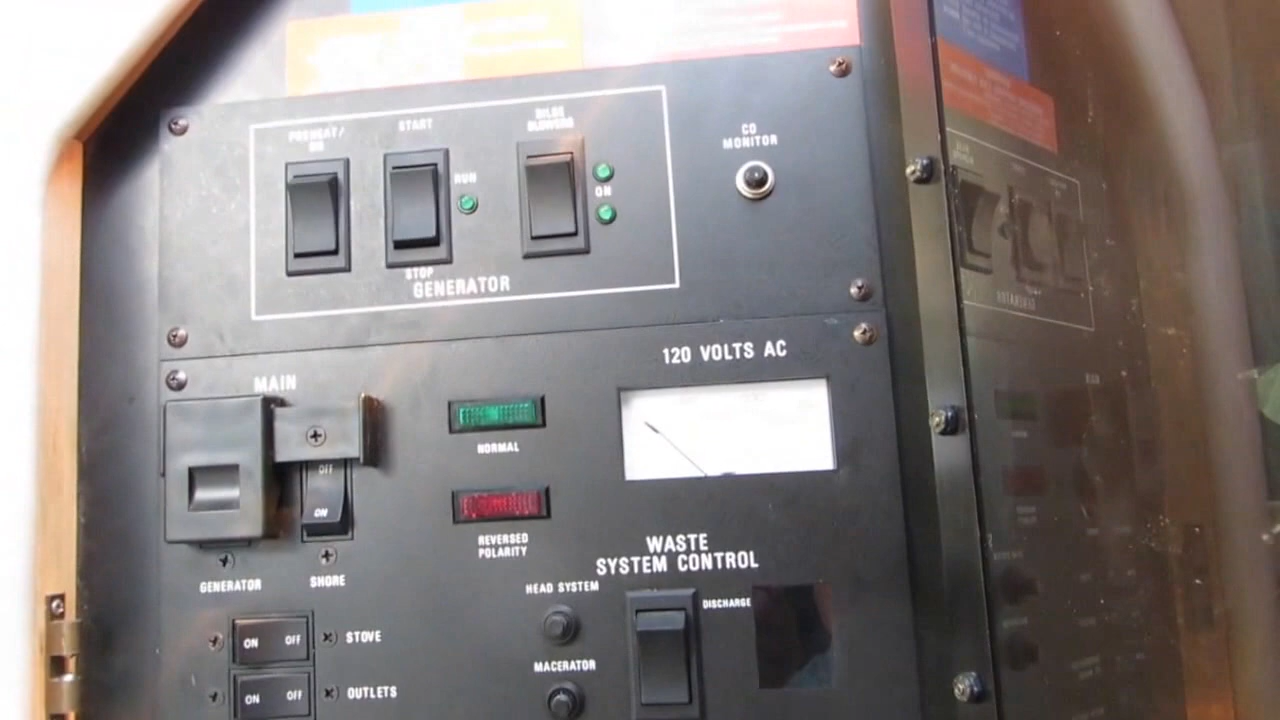 PREHEAT/
ON
START
BILGE
BLOWERS
CO
MONITOR
RUN
ON
STOP
GENERATOR
120 VOLTS AC
MAIN
OFF
ON
NORMAL
REVERSED
POLARITY
WASTE
SYSTEM CONTROL
GENERATOR
SHORE
HEAD SYSTEM
DISCHARGE
ON OFF STOVE
MACERATOR
ON OFF OUTLETS